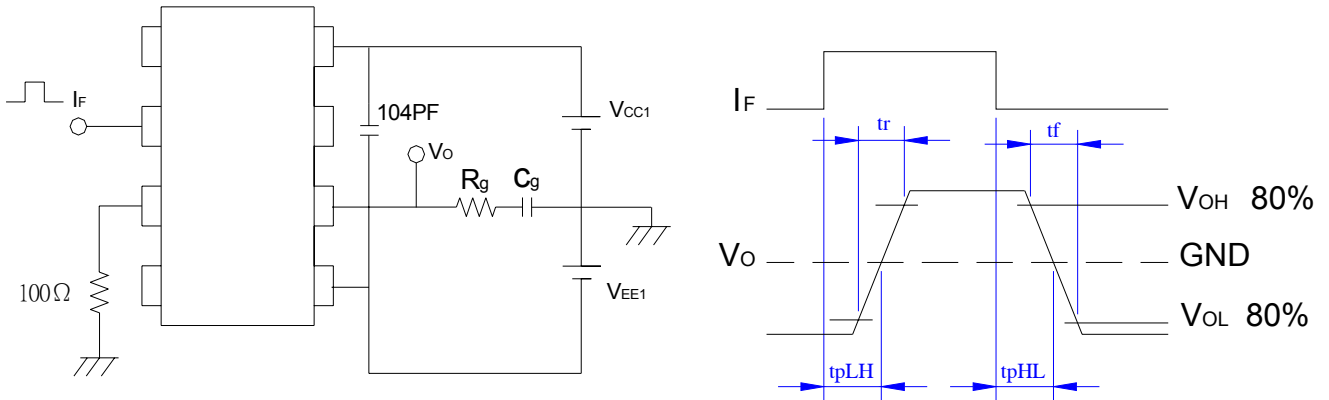 IF
104PF
VCC1
VO
Rg
Cg
VEE1
100Ω
IF
tr
tf
VOH 80%
VO
GND
VOL 80%
tpLH
tpHL